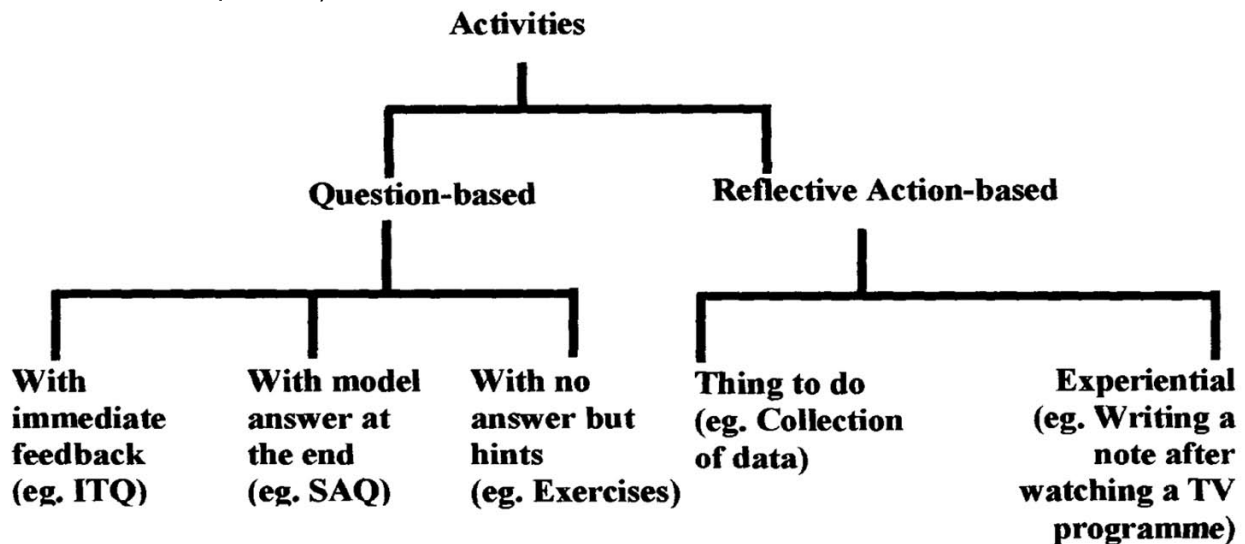 Activities
Question-based
Reflective Action-based
With
immediate
feedback
(eg. ITQ)
With model
answer at
the end
(eg. SAQ)
With no
answer but
hints
(eg. Exercises)
Thing to do
(eg. Collection
of data)
Experiential
(eg. Writing a
note after
watching a TV
programme)